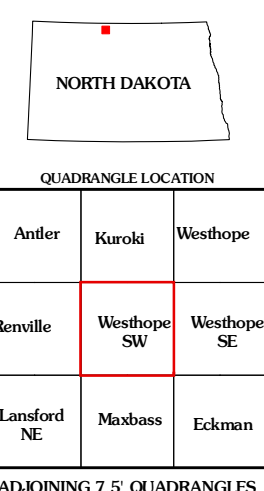 NORTH DAKOTA
QUADRANGLE LOCATION
Antler Kuroki Westhope
Renville Westhope SW Westhope SE
Lansford NE Maxbass Eckman
ADJOINING 7.5' QUADRANGLES